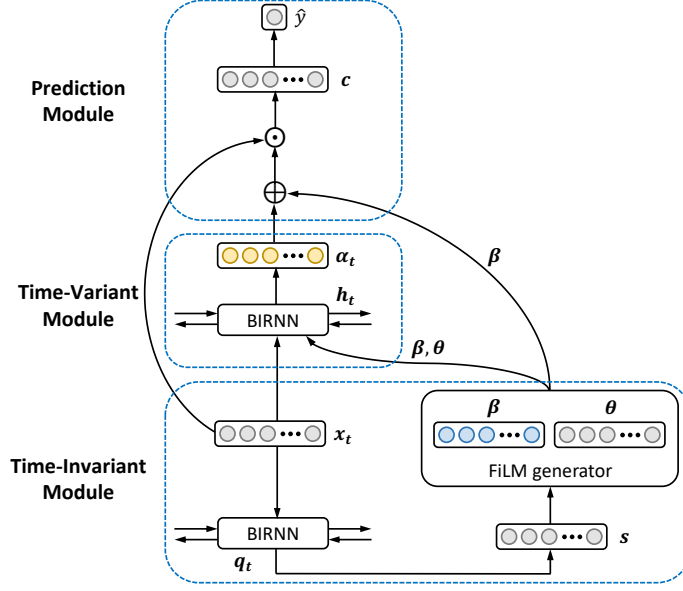 ŷ
c
Prediction
Module
β
α_t
h_t
Time-Variant
Module
BIRNN
β, θ
β
θ
x_t
FiLM generator
Time-Invariant
Module
BIRNN
s
q_t